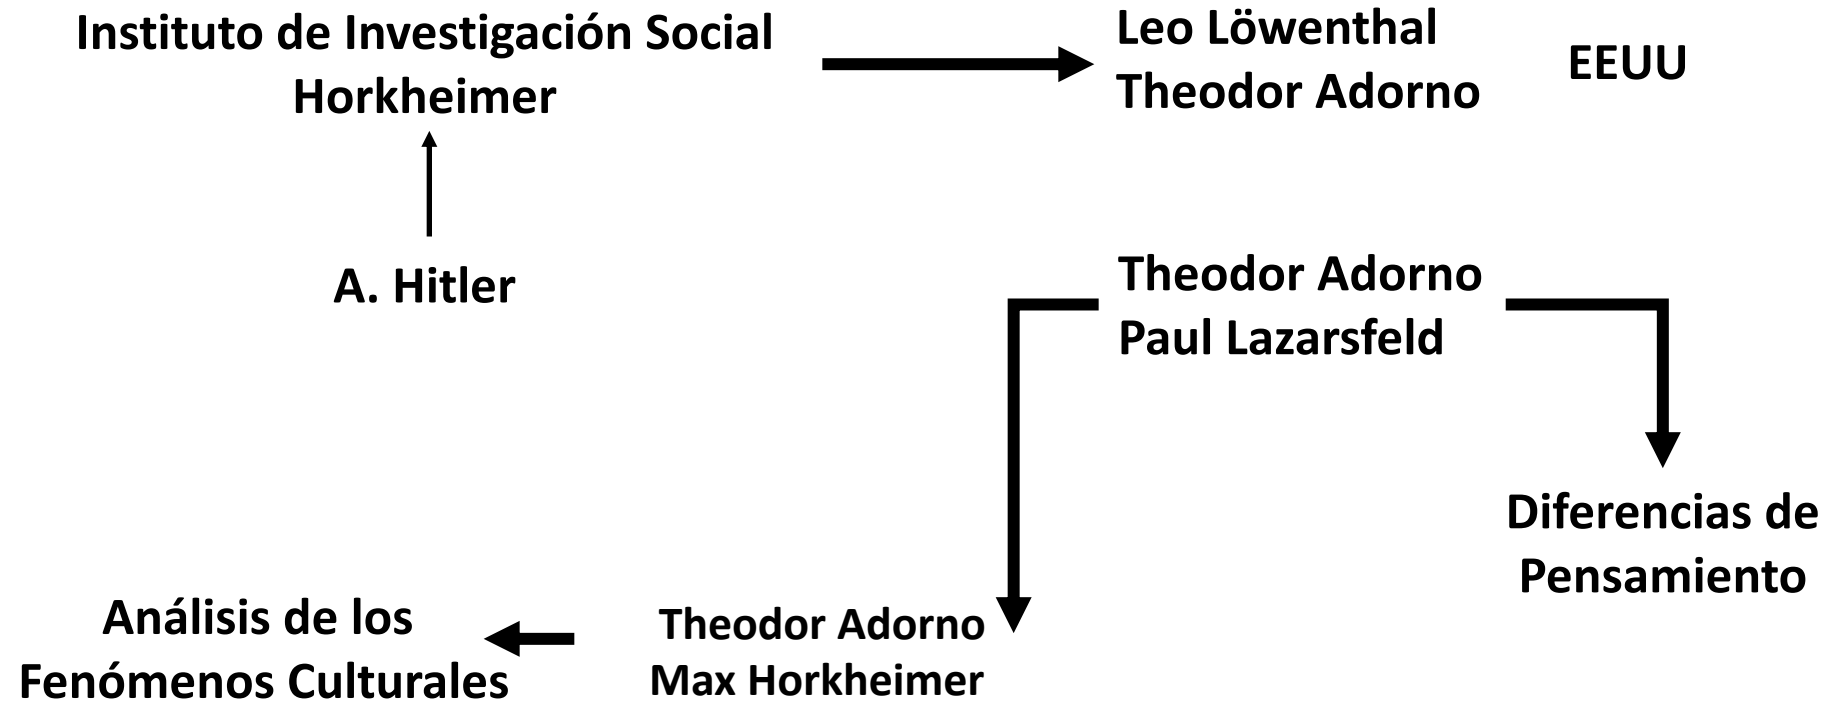 Instituto de Investigación Social
Horkheimer
Leo Löwenthal
Theodor Adorno
EEUU
A. Hitler
Theodor Adorno
Paul Lazarsfeld
Diferencias de
Pensamiento
Theodor Adorno
Max Horkheimer
Análisis de los
Fenómenos Culturales